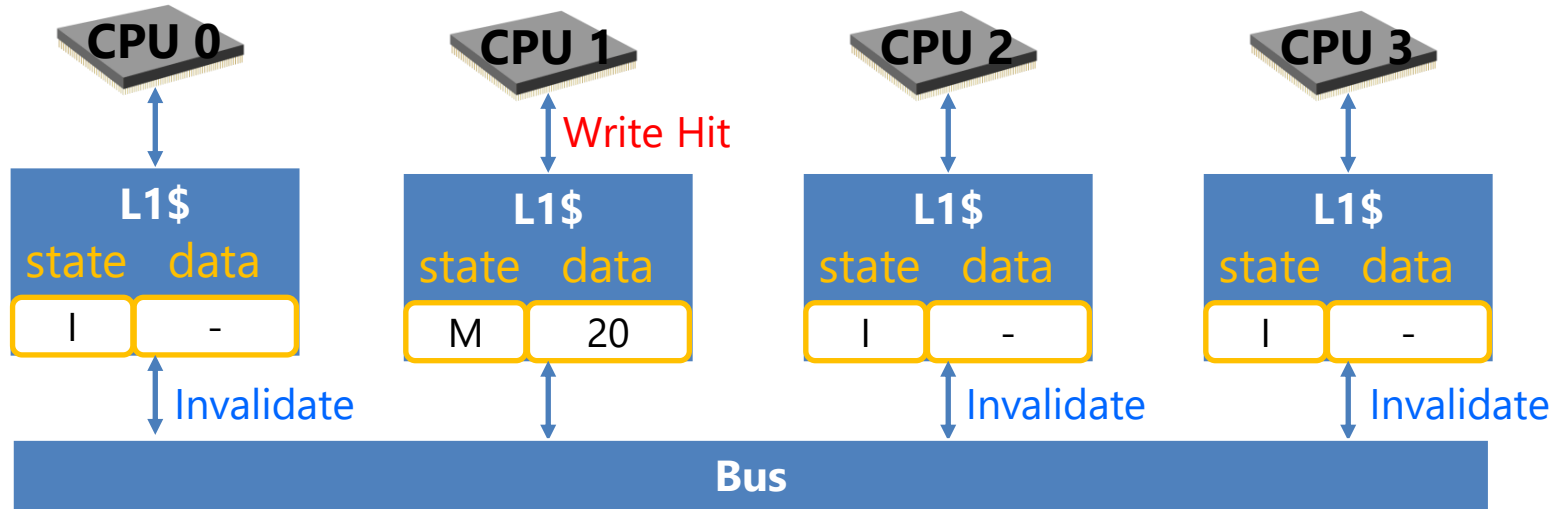 CPU 0 CPU 1 CPU 2 CPU 3
Write Hit
L1$ L1$ L1$ L1$
state data state data state data state data
I - M 20 I - I -
Invalidate Invalidate Invalidate
Bus